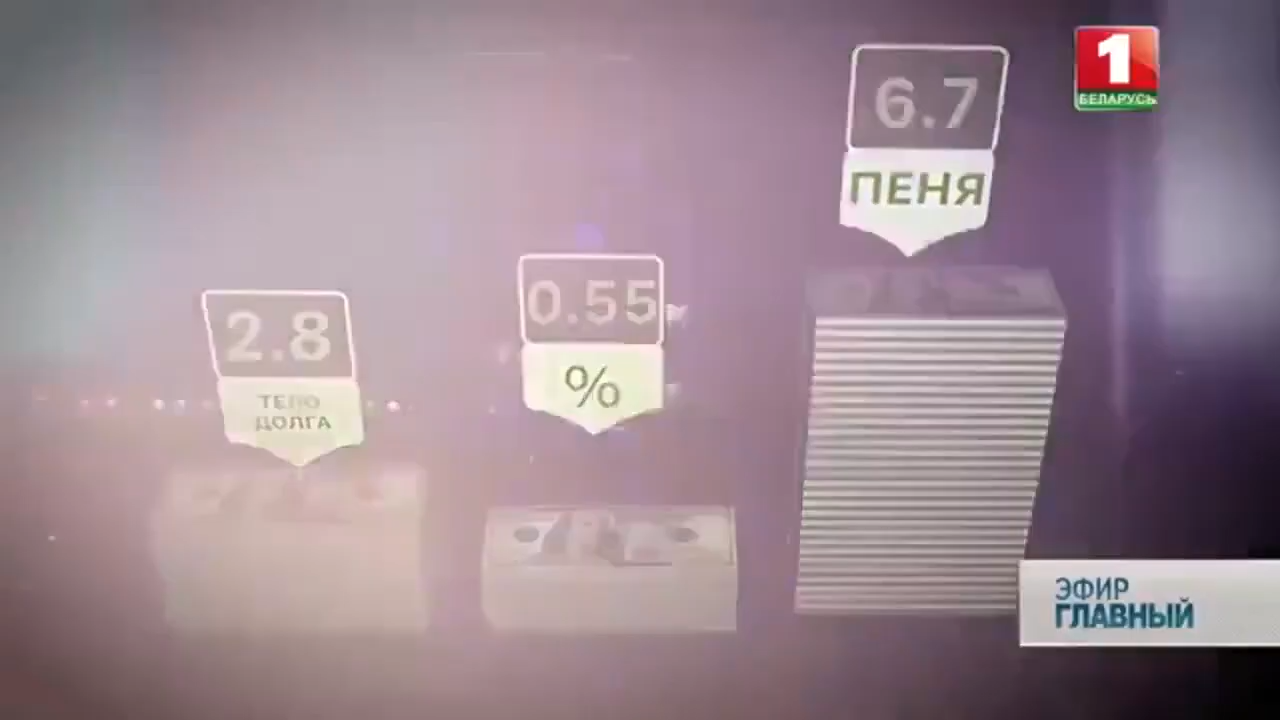 1
БЕЛАРУСЬ
6.7
ПЕНЯ
0.55
%
2.8
ТЕЛО
ДОЛГА
ЭФИР
ГЛАВНЫЙ